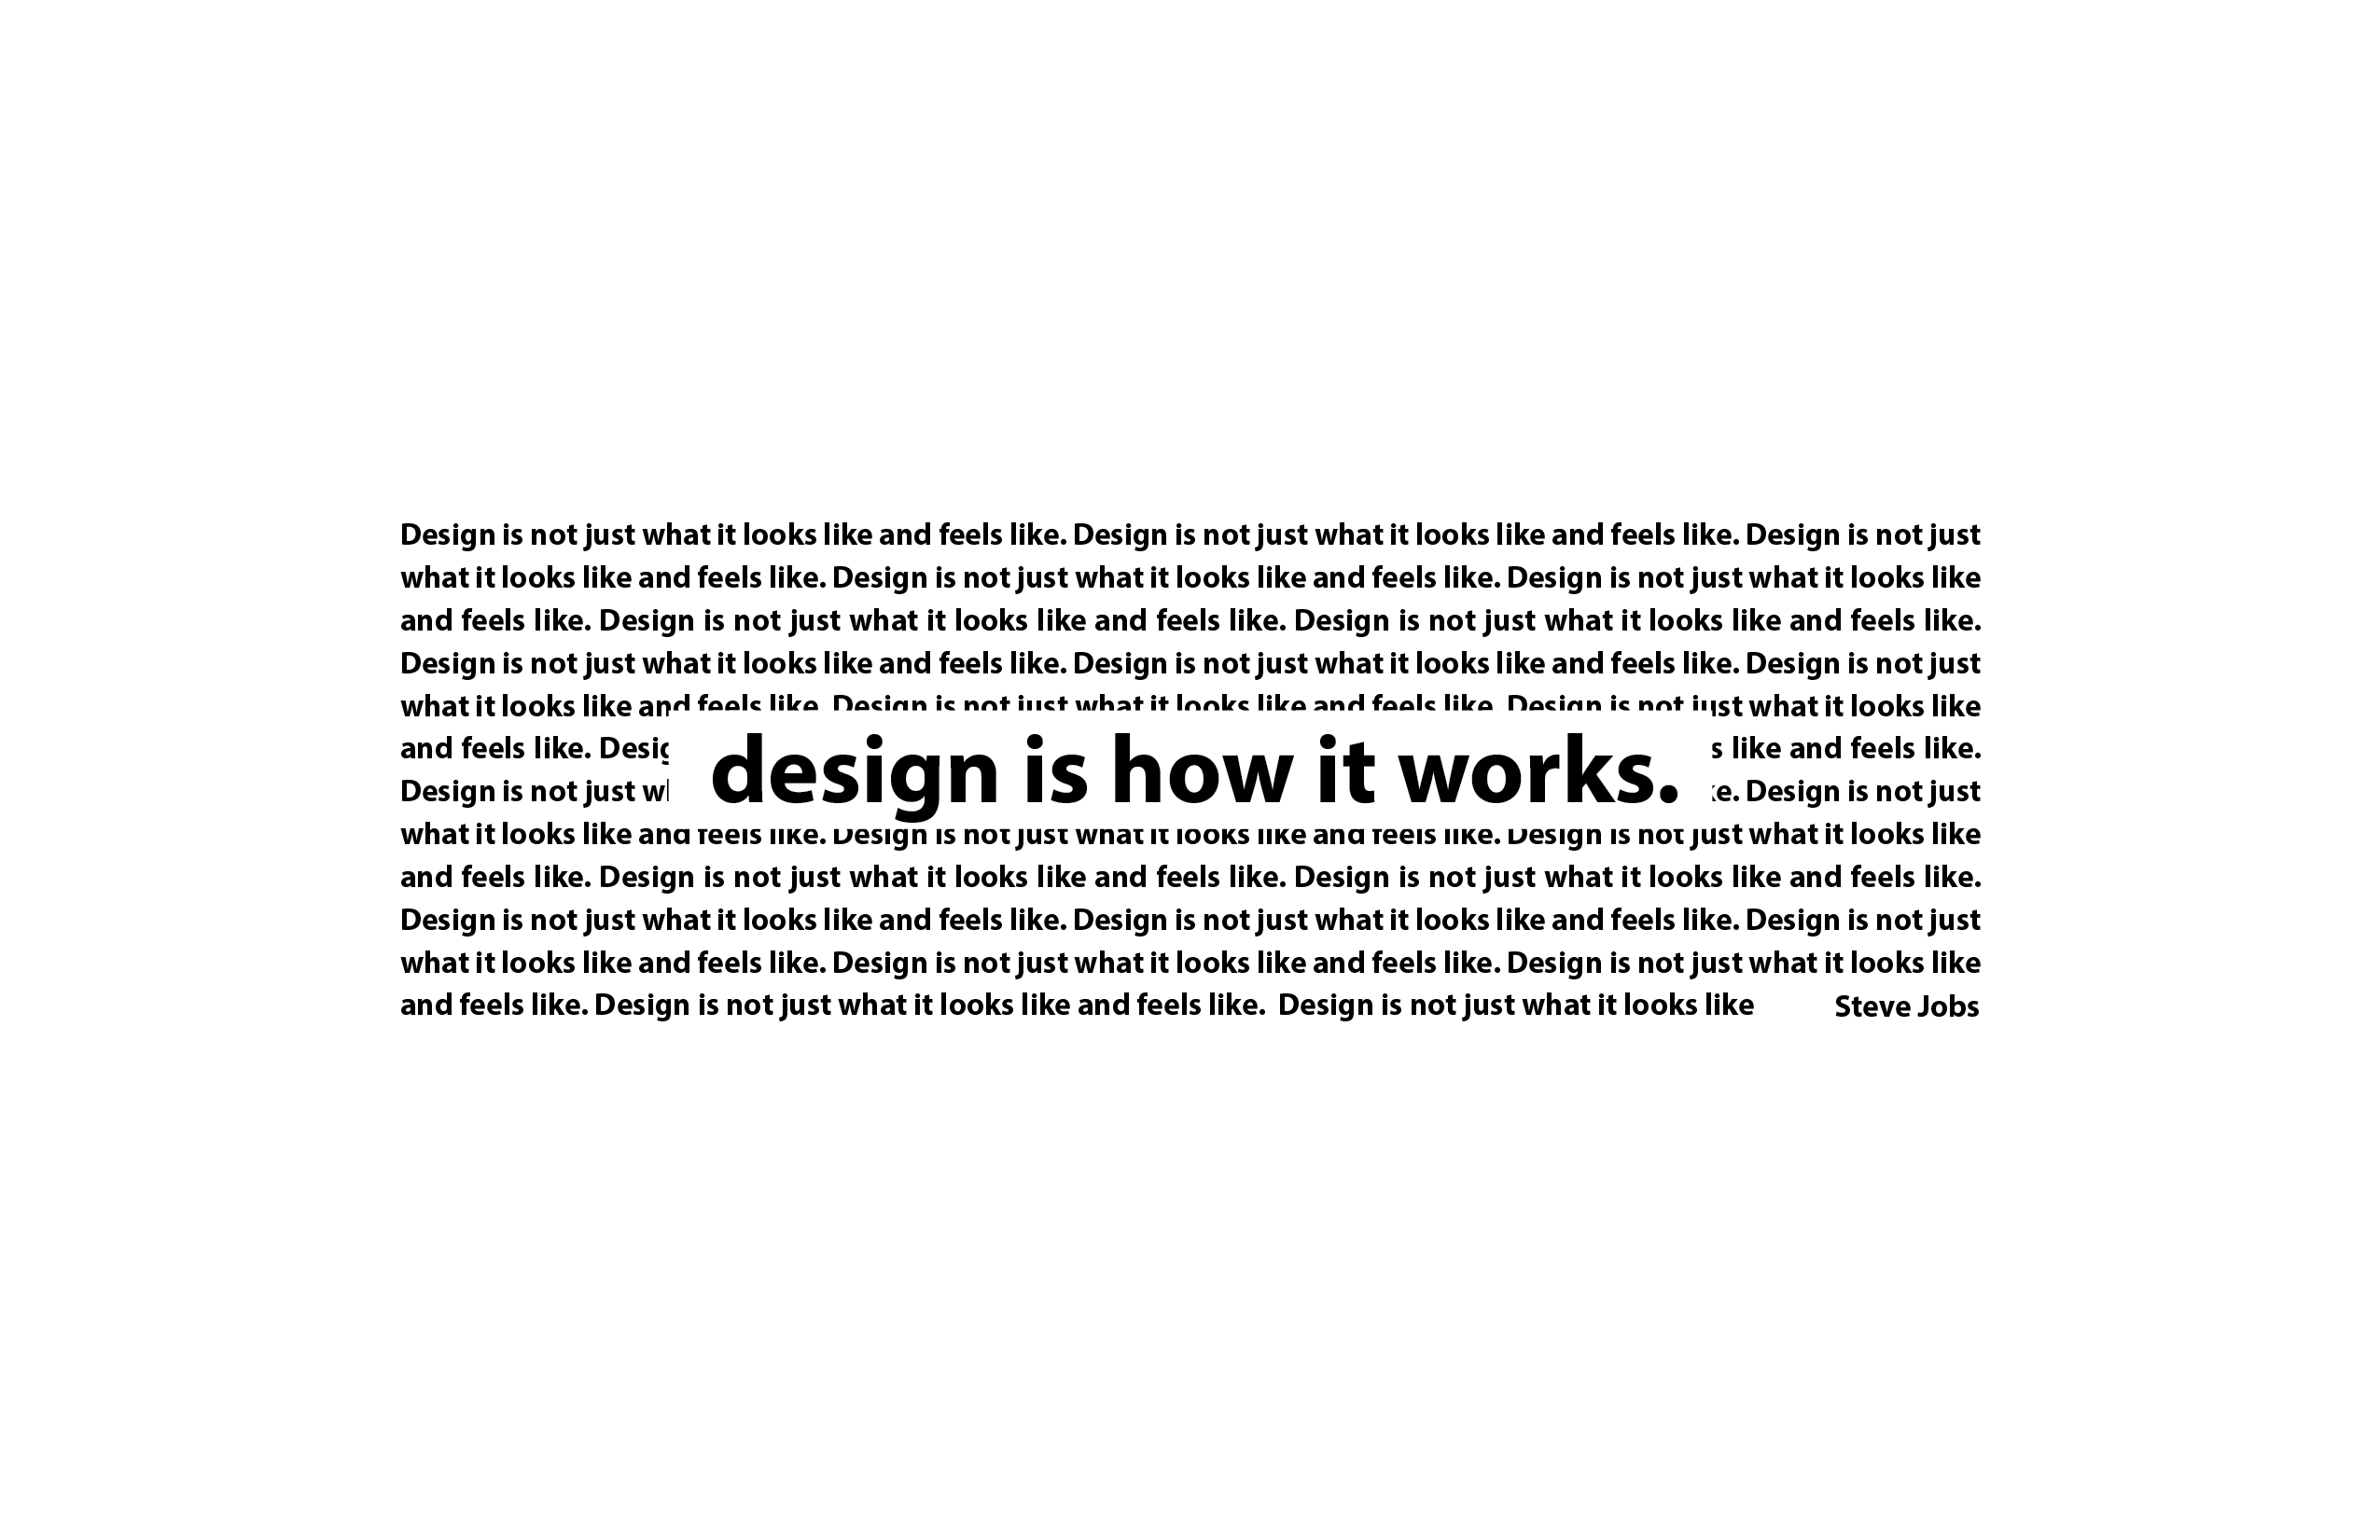 Design is not just what it looks like and feels like. Design is not just what it looks like and feels like. Design is not just
what it looks like and feels like. Design is not just what it looks like and feels like. Design is not just what it looks like
and feels like. Design is not just what it looks like and feels like. Design is not just what it looks like and feels like.
Design is not just what it looks like and feels like. Design is not just what it looks like and feels like. Design is not just
what it looks like and feels like. Design is not just what it looks like and feels like. Design is not just what it looks like
and feels like. like and feels like.
design is how it works.
Design is not just Design is not just
what it looks like and feels like. Design is not just what it looks like and feels like. Design is not just what it looks like
and feels like. Design is not just what it looks like and feels like. Design is not just what it looks like and feels like.
Design is not just what it looks like and feels like. Design is not just what it looks like and feels like. Design is not just
what it looks like and feels like. Design is not just what it looks like and feels like. Design is not just what it looks like
and feels like. Design is not just what it looks like and feels like. Design is not just what it looks like
Steve Jobs